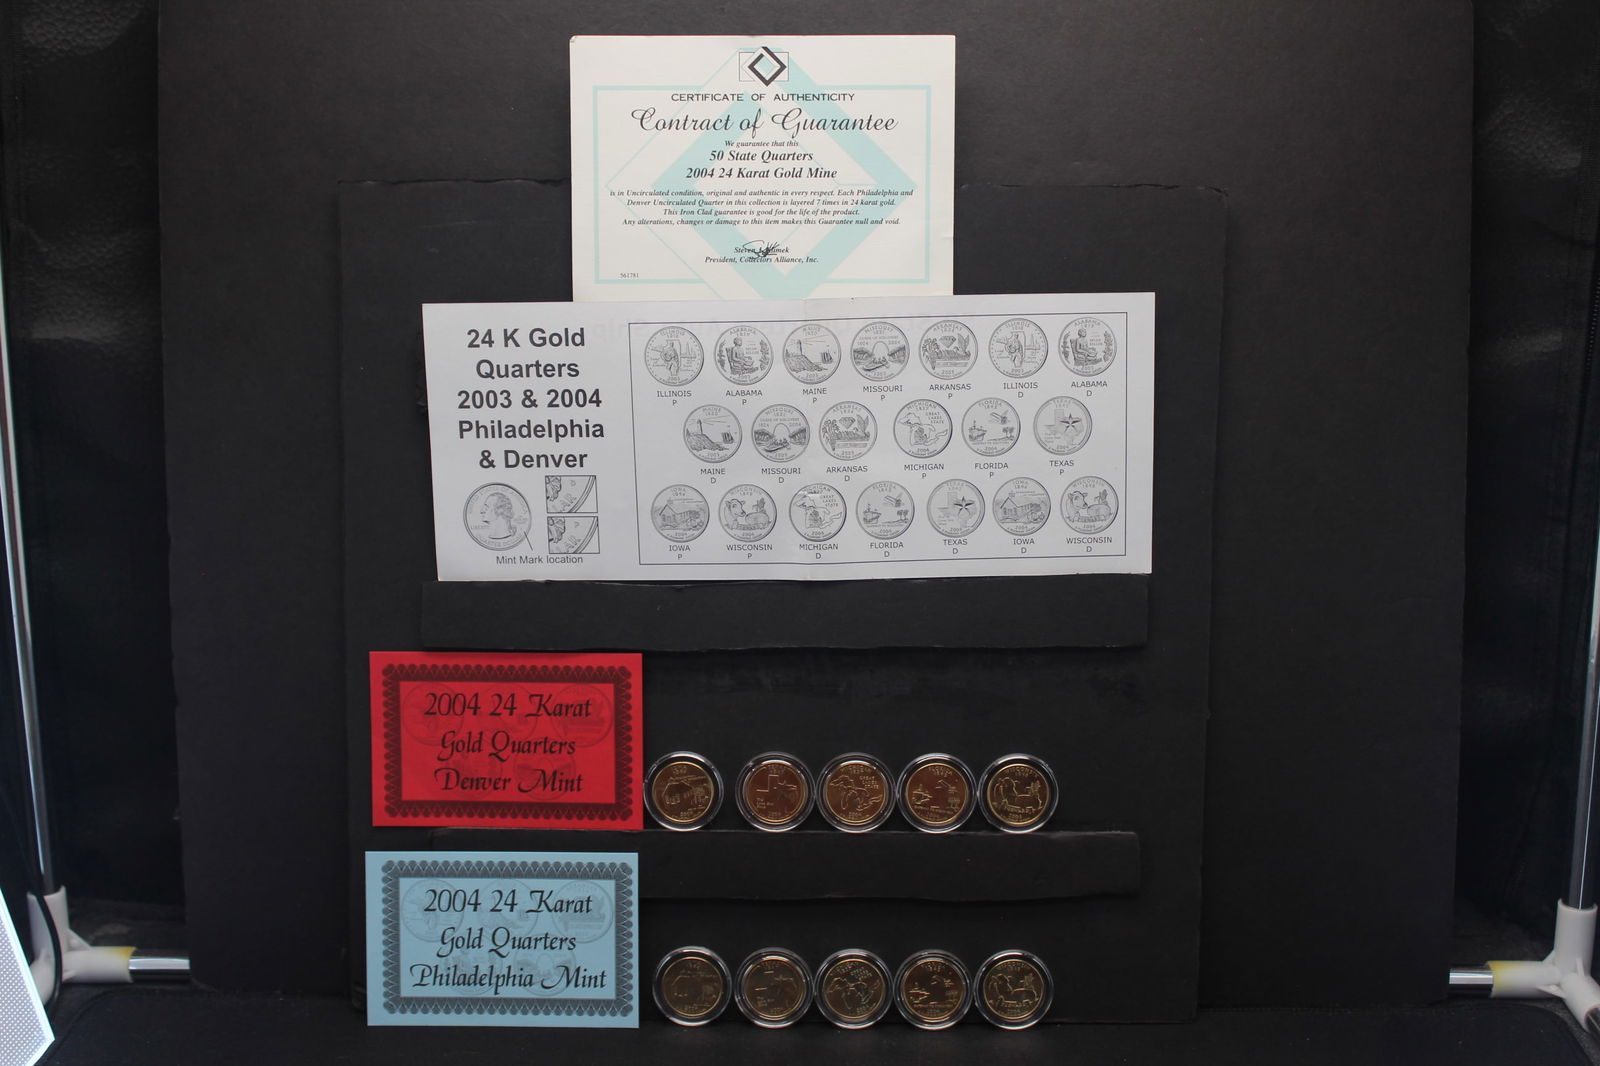 CERTIFICATE OF AUTHENTICITY
Contract of Guarantee
We guarantee that this
50 State Quarters
2004 24 Karat Gold Mine
is in Uncirculated condition, original and authentic in every respect. Each Philadelphia and
Denver Uncirculated Quarter in this collection is layered 7 times in 24 karat gold.
This Iron Clad guarantee is good for the life of the product.
Any alterations, changes or damage to this item makes this Guarantee null and void.
President, Collectors Alliance, Inc.
561781
24 K Gold
Quarters
2003 & 2004
Philadelphia
& Denver
Mint Mark location
ILLINOIS ALABAMA MAINE MISSOURI ARKANSAS ILLINOIS ALABAMA
P P P P P D D
MAINE MISSOURI ARKANSAS MICHIGAN FLORIDA TEXAS
D D D P P P
IOWA WISCONSIN MICHIGAN FLORIDA TEXAS IOWA WISCONSIN
P P D D D D D
2004 24 Karat
Gold Quarters
Denver Mint
2004 24 Karat
Gold Quarters
Philadelphia Mint